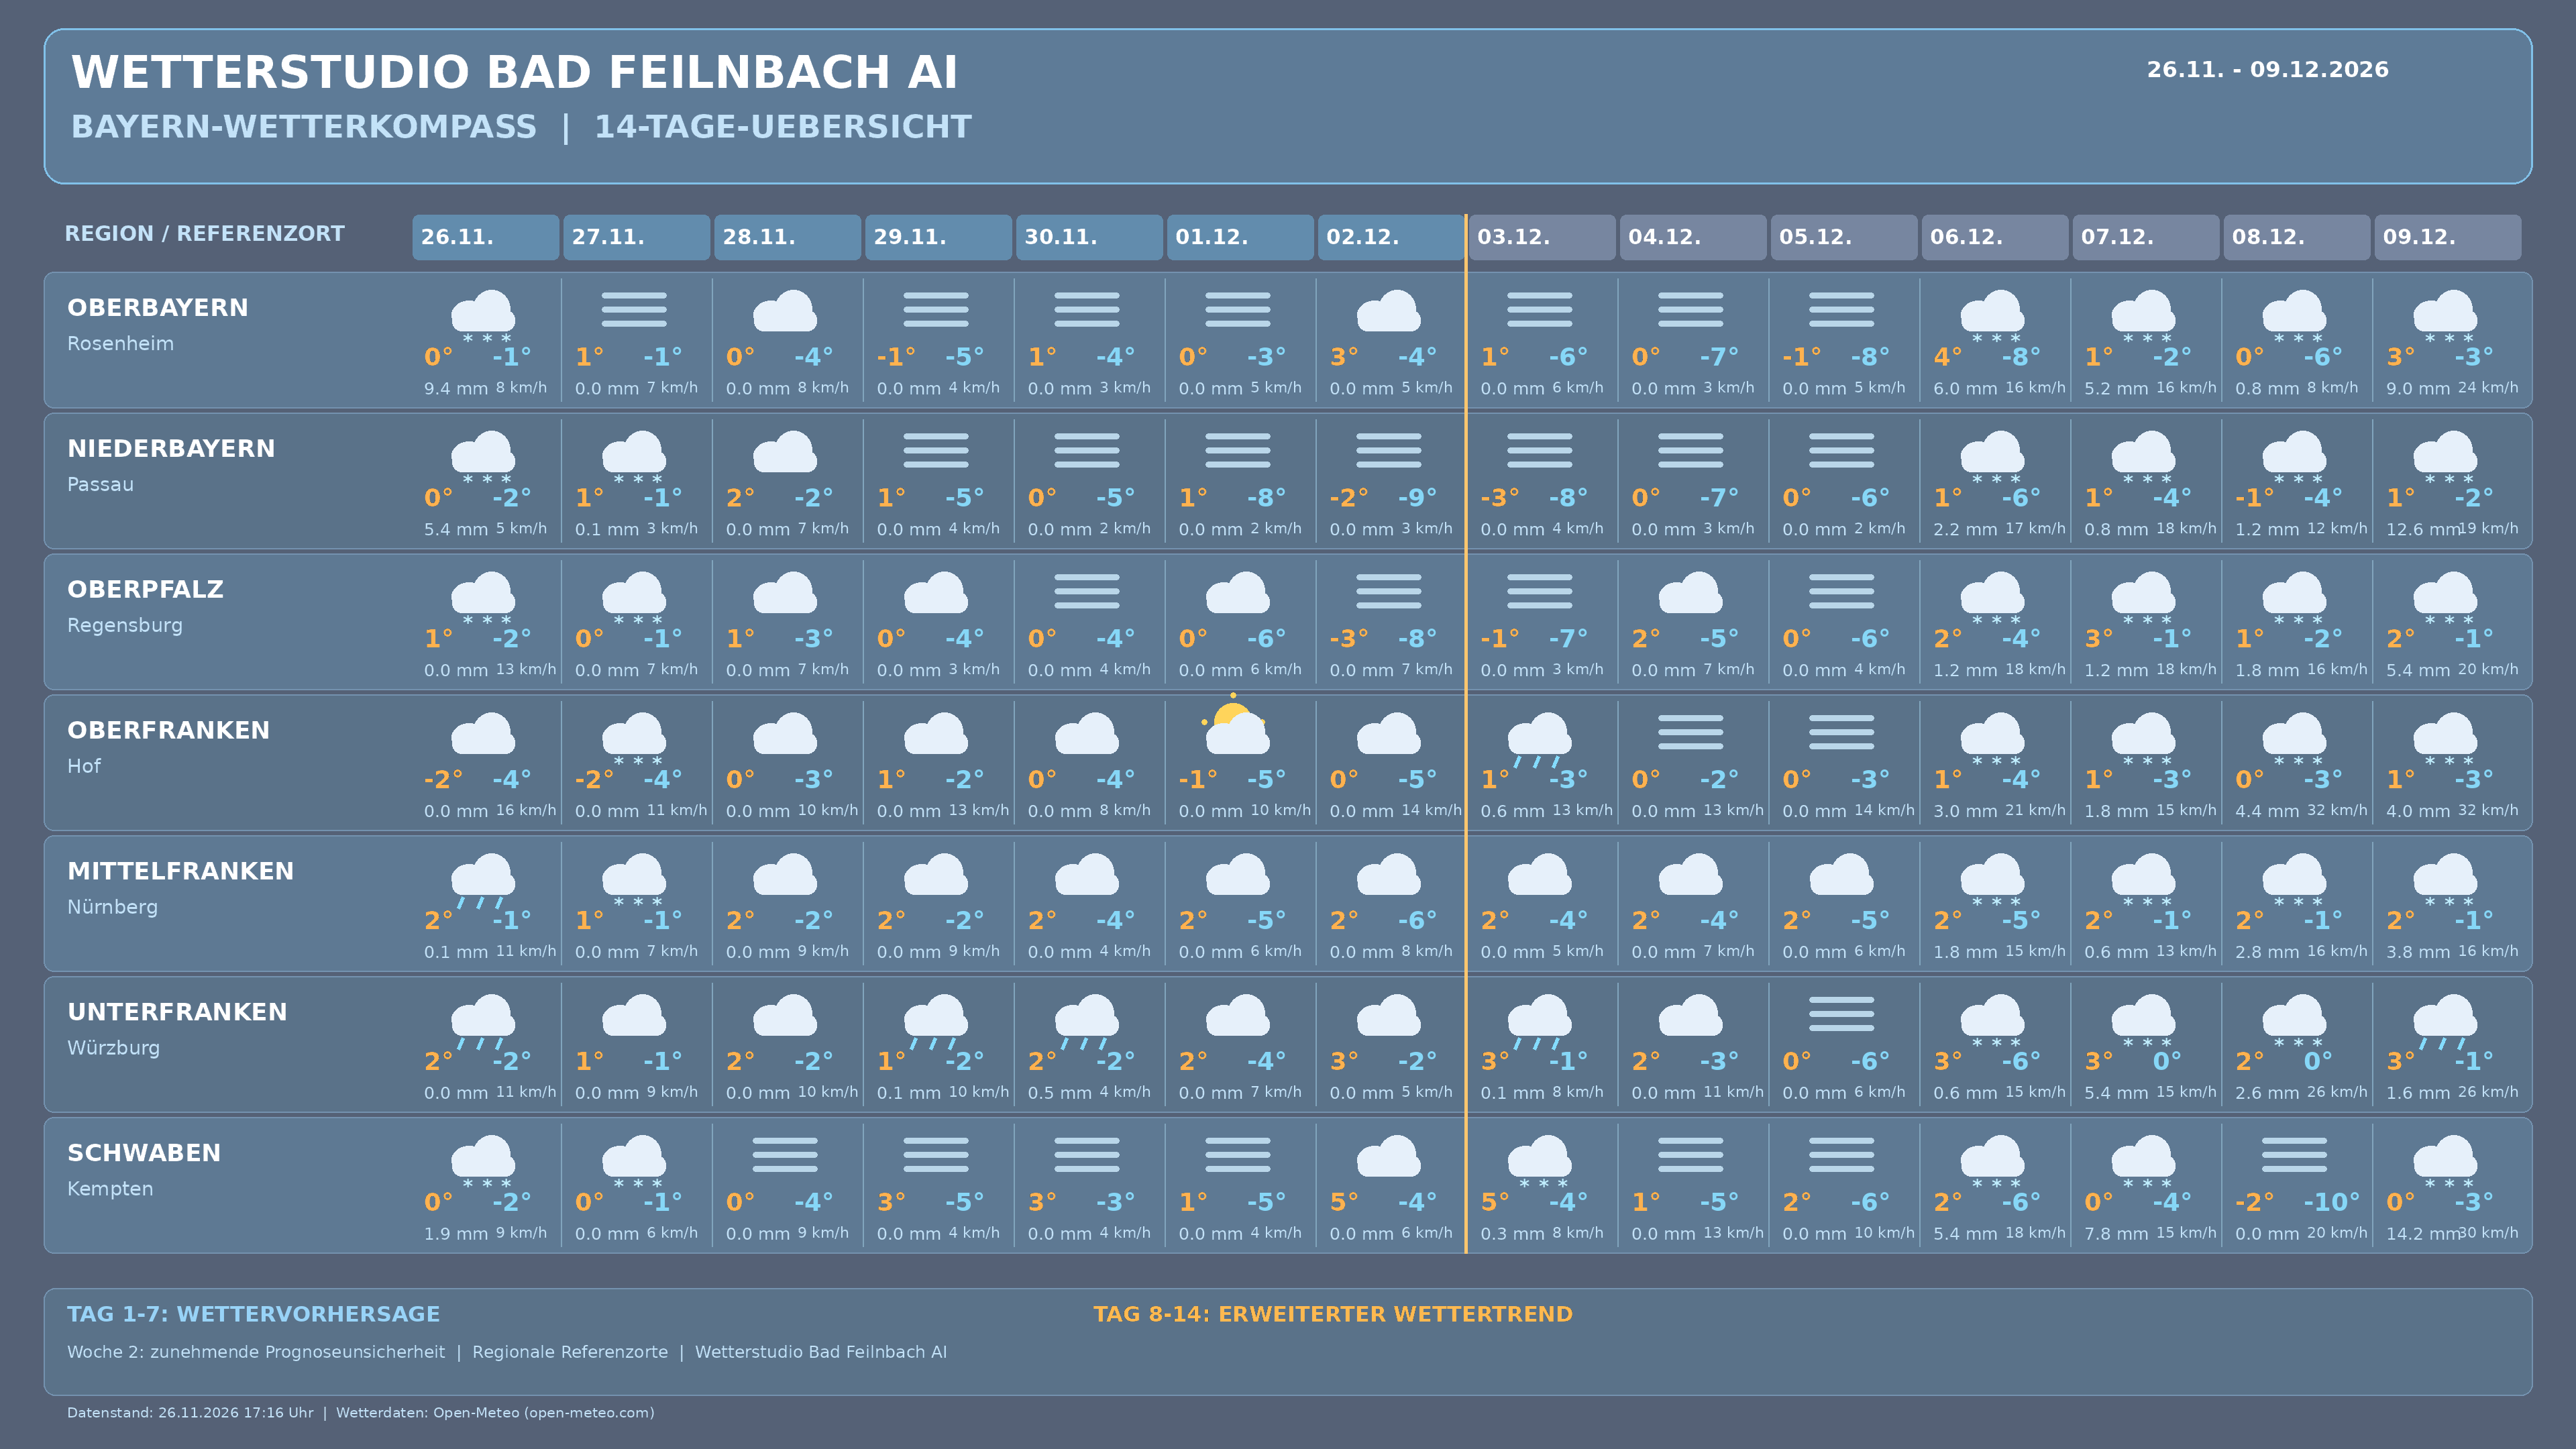 WETTERSTUDIO BAD FEILNBACH AI
26.11. - 09.12.2026
BAYERN-WETTERKOMPASS | 14-TAGE-UEBERSICHT
REGION / REFERENZORT 26.11. 27.11. 28.11. 29.11. 30.11. 01.12. 02.12. 03.12. 04.12. 05.12. 06.12. 07.12. 08.12. 09.12.
OBERBAYERN
Rosenheim
0° -1° 1° -1° 0° -4° -1° -5° 1° -4° 0° -3° 3° -4° 1° -6° 0° -7° -1° -8° 4° -8° 1° -2° 0° -6° 3° -3°
9.4 mm 8 km/h 0.0 mm 7 km/h 0.0 mm 8 km/h 0.0 mm 4 km/h 0.0 mm 3 km/h 0.0 mm 5 km/h 0.0 mm 5 km/h 0.0 mm 6 km/h 0.0 mm 3 km/h 0.0 mm 5 km/h 6.0 mm 16 km/h 5.2 mm 16 km/h 0.8 mm 8 km/h 9.0 mm 24 km/h
NIEDERBAYERN
Passau
0° -2° 1° -1° 2° -2° 1° -5° 0° -5° 1° -8° -2° -9° -3° -8° 0° -7° 0° -6° 1° -6° 1° -4° -1° -4° 1° -2°
5.4 mm 5 km/h 0.1 mm 3 km/h 0.0 mm 7 km/h 0.0 mm 4 km/h 0.0 mm 2 km/h 0.0 mm 2 km/h 0.0 mm 3 km/h 0.0 mm 4 km/h 0.0 mm 3 km/h 0.0 mm 2 km/h 2.2 mm 17 km/h 0.8 mm 18 km/h 1.2 mm 12 km/h 12.6 mm 19 km/h
OBERPFALZ
Regensburg
1° -2° 0° -1° 1° -3° 0° -4° 0° -4° 0° -6° -3° -8° -1° -7° 2° -5° 0° -6° 2° -4° 3° -1° 1° -2° 2° -1°
0.0 mm 13 km/h 0.0 mm 7 km/h 0.0 mm 7 km/h 0.0 mm 3 km/h 0.0 mm 4 km/h 0.0 mm 6 km/h 0.0 mm 7 km/h 0.0 mm 3 km/h 0.0 mm 7 km/h 0.0 mm 4 km/h 1.2 mm 18 km/h 1.2 mm 18 km/h 1.8 mm 16 km/h 5.4 mm 20 km/h
OBERFRANKEN
Hof
-2° -4° -2° -4° 0° -3° 1° -2° 0° -4° -1° -5° 0° -5° 1° -3° 0° -2° 0° -3° 1° -4° 1° -3° 0° -3° 1° -3°
0.0 mm 16 km/h 0.0 mm 11 km/h 0.0 mm 10 km/h 0.0 mm 13 km/h 0.0 mm 8 km/h 0.0 mm 10 km/h 0.0 mm 14 km/h 0.6 mm 13 km/h 0.0 mm 13 km/h 0.0 mm 14 km/h 3.0 mm 21 km/h 1.8 mm 15 km/h 4.4 mm 32 km/h 4.0 mm 32 km/h
MITTELFRANKEN
Nürnberg
2° -1° 1° -1° 2° -2° 2° -2° 2° -4° 2° -5° 2° -6° 2° -4° 2° -4° 2° -5° 2° -5° 2° -1° 2° -1° 2° -1°
0.1 mm 11 km/h 0.0 mm 7 km/h 0.0 mm 9 km/h 0.0 mm 9 km/h 0.0 mm 4 km/h 0.0 mm 6 km/h 0.0 mm 8 km/h 0.0 mm 5 km/h 0.0 mm 7 km/h 0.0 mm 6 km/h 1.8 mm 15 km/h 0.6 mm 13 km/h 2.8 mm 16 km/h 3.8 mm 16 km/h
UNTERFRANKEN
Würzburg
2° -2° 1° -1° 2° -2° 1° -2° 2° -2° 2° -4° 3° -2° 3° -1° 2° -3° 0° -6° 3° -6° 3° 0° 2° 0° 3° -1°
0.0 mm 11 km/h 0.0 mm 9 km/h 0.0 mm 10 km/h 0.1 mm 10 km/h 0.5 mm 4 km/h 0.0 mm 7 km/h 0.0 mm 5 km/h 0.1 mm 8 km/h 0.0 mm 11 km/h 0.0 mm 6 km/h 0.6 mm 15 km/h 5.4 mm 15 km/h 2.6 mm 26 km/h 1.6 mm 26 km/h
SCHWABEN
Kempten
0° -2° 0° -1° 0° -4° 3° -5° 3° -3° 1° -5° 5° -4° 5° -4° 1° -5° 2° -6° 2° -6° 0° -4° -2° -10° 0° -3°
1.9 mm 9 km/h 0.0 mm 6 km/h 0.0 mm 9 km/h 0.0 mm 4 km/h 0.0 mm 4 km/h 0.0 mm 4 km/h 0.0 mm 6 km/h 0.3 mm 8 km/h 0.0 mm 13 km/h 0.0 mm 10 km/h 5.4 mm 18 km/h 7.8 mm 15 km/h 0.0 mm 20 km/h 14.2 mm 30 km/h
TAG 1-7: WETTERVORHERSAGE TAG 8-14: ERWEITERTER WETTERTREND
Woche 2: zunehmende Prognoseunsicherheit | Regionale Referenzorte | Wetterstudio Bad Feilnbach AI
Datenstand: 26.11.2026 17:16 Uhr | Wetterdaten: Open-Meteo (open-meteo.com)